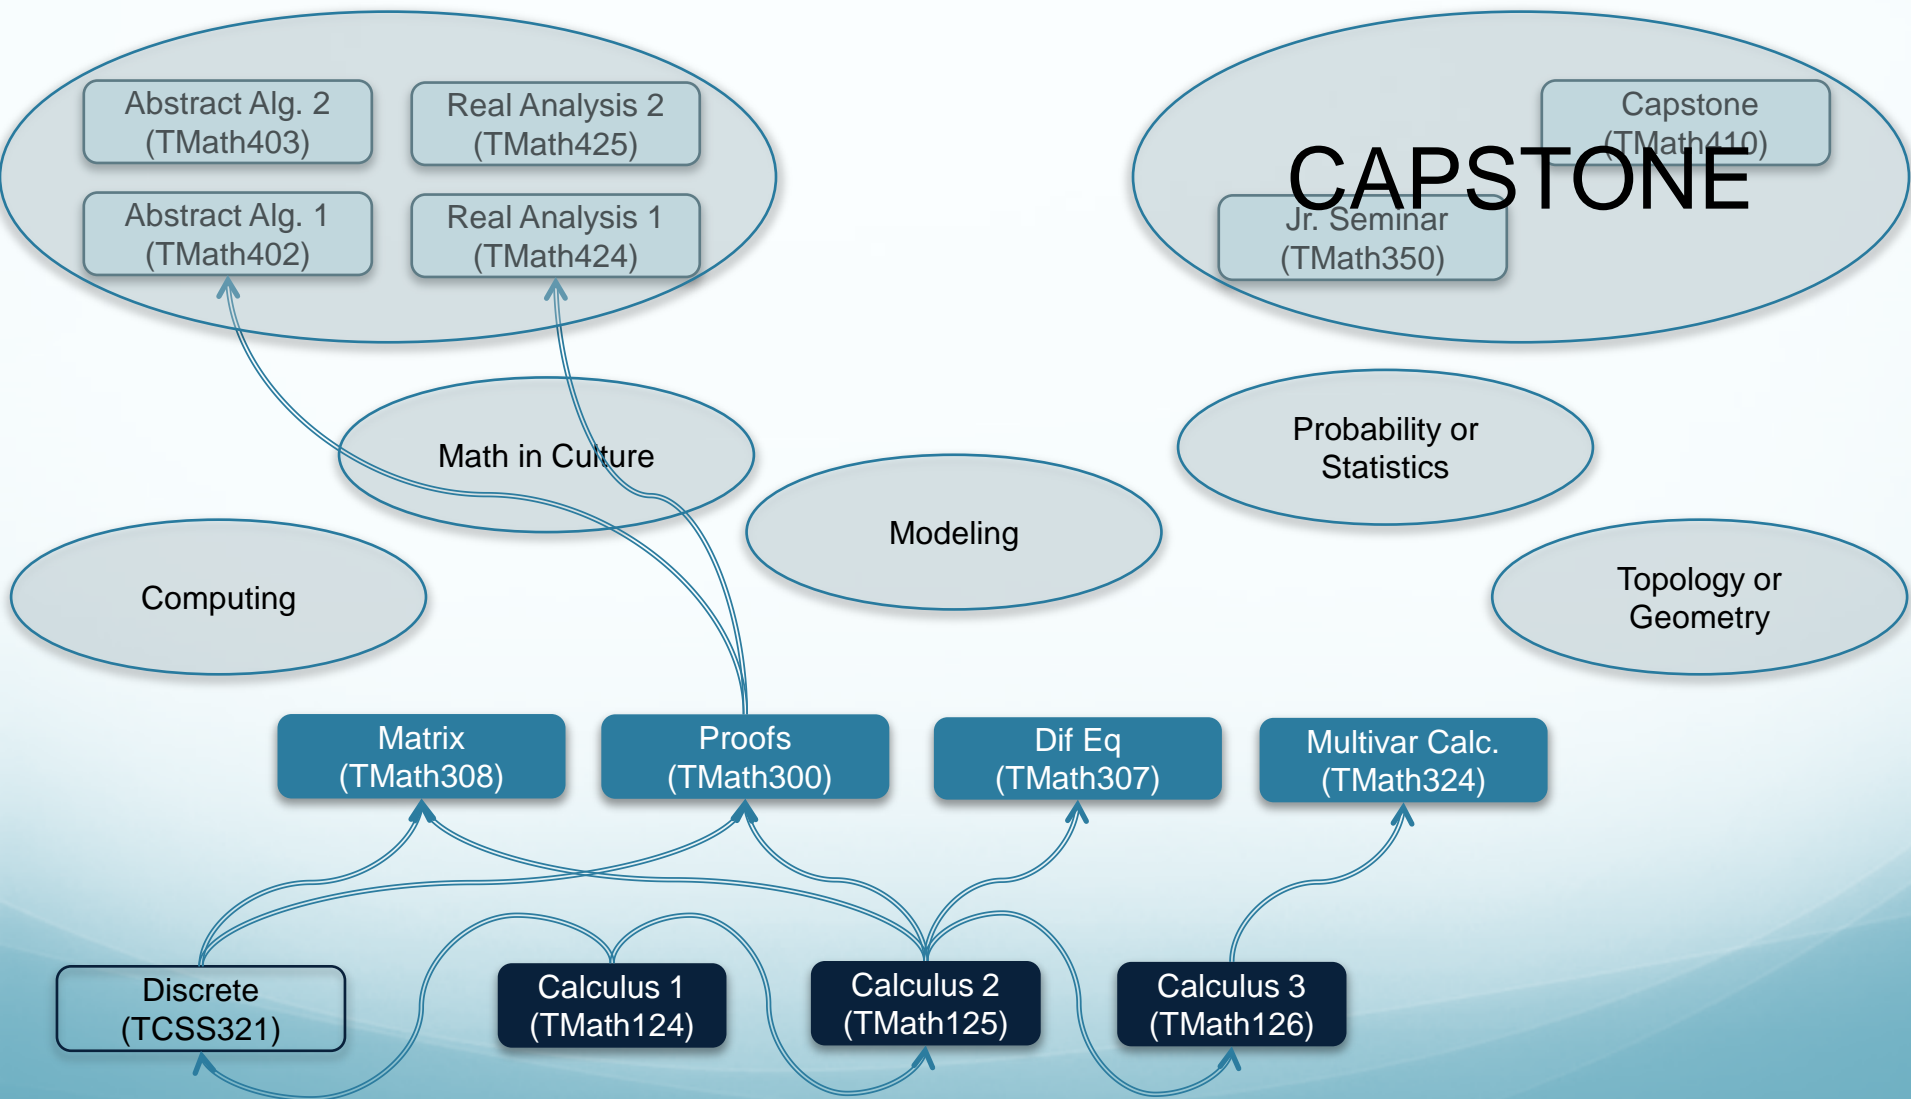 Abstract Alg. 2
(TMath403)
Real Analysis 2
(TMath425)
Abstract Alg. 1
(TMath402)
Real Analysis 1
(TMath424)
Capstone
(TMath410)
CAPSTONE
Jr. Seminar
(TMath350)
Math in Culture
Probability or
Statistics
Modeling
Computing
Topology or
Geometry
Matrix
(TMath308)
Proofs
(TMath300)
Dif Eq
(TMath307)
Multivar Calc.
(TMath324)
Discrete
(TCSS321)
Calculus 1
(TMath124)
Calculus 2
(TMath125)
Calculus 3
(TMath126)